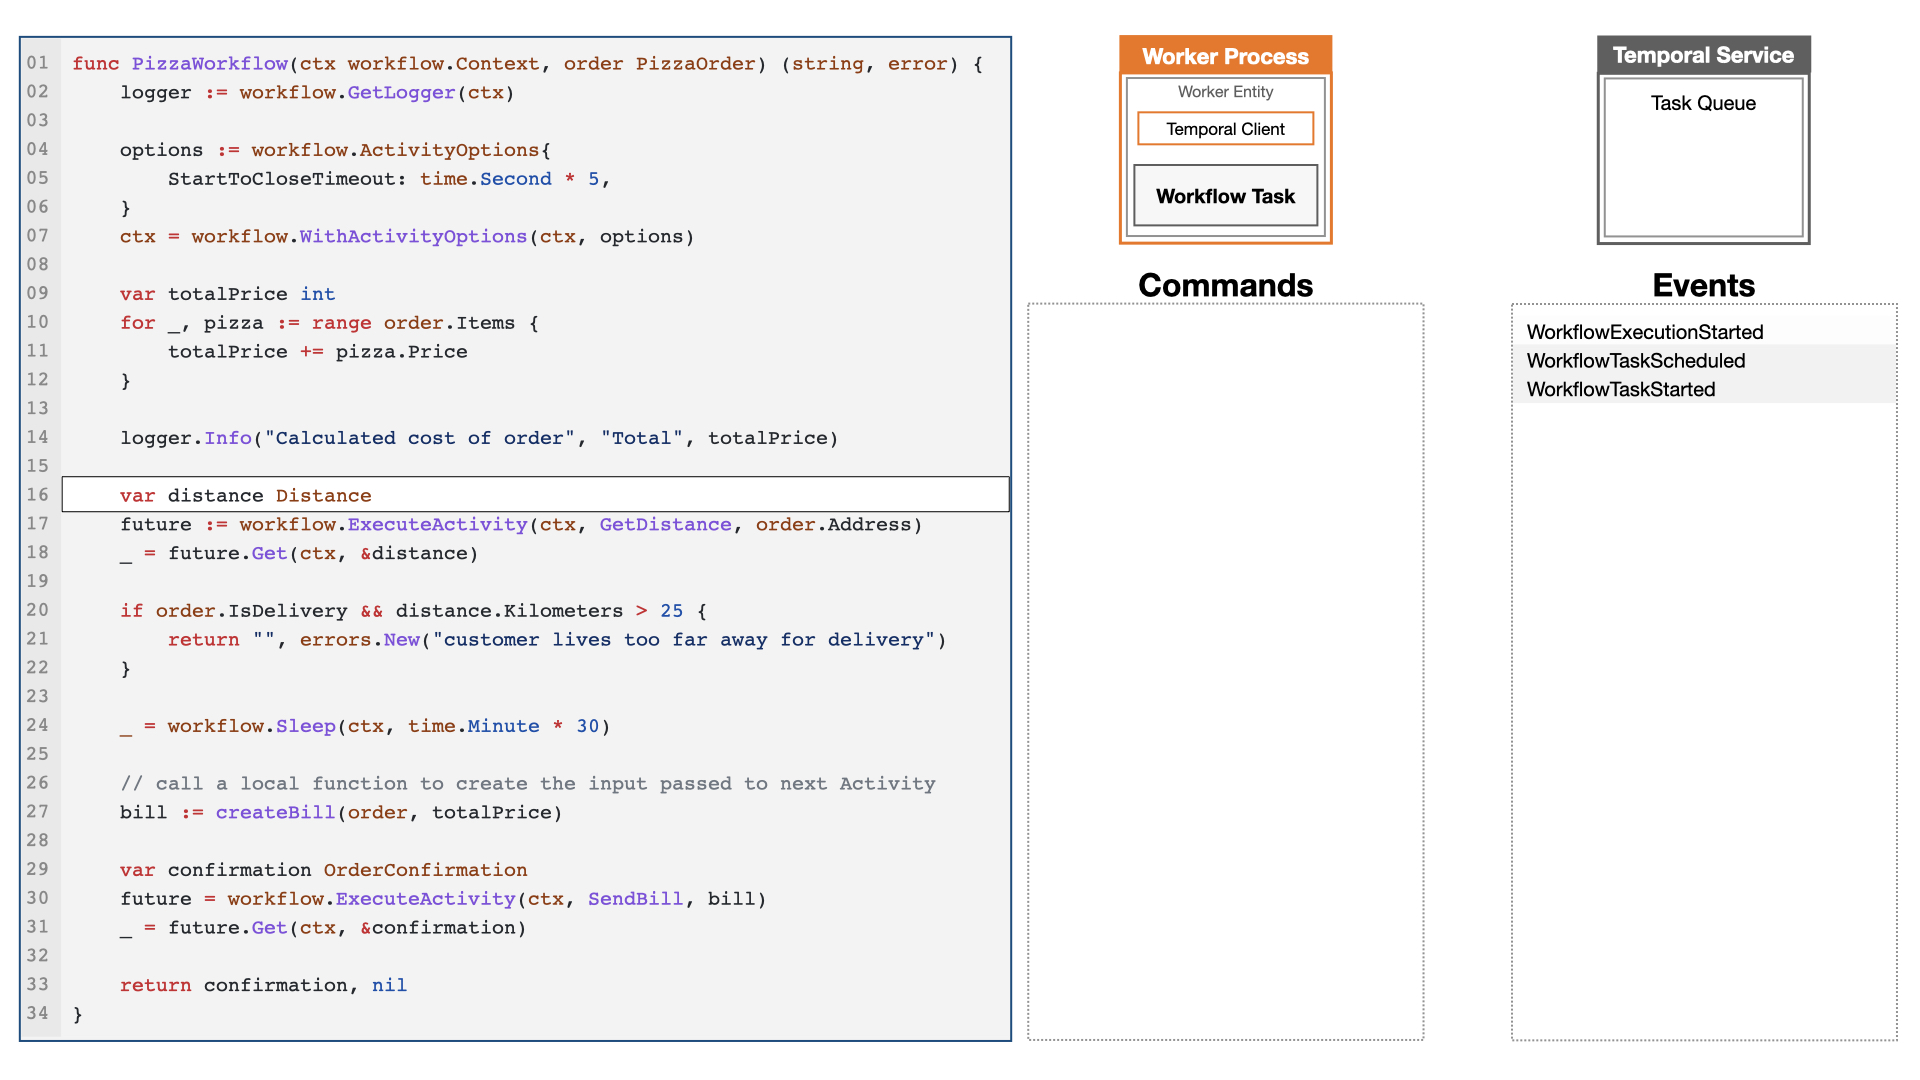 01 func PizzaWorkflow(ctx workflow.Context, order PizzaOrder) (string, error) {
02     logger := workflow.GetLogger(ctx)
03
04     options := workflow.ActivityOptions{
05         StartToCloseTimeout: time.Second * 5,
06     }
07     ctx = workflow.WithActivityOptions(ctx, options)
08
09     var totalPrice int
10     for _, pizza := range order.Items {
11         totalPrice += pizza.Price
12     }
13
14     logger.Info("Calculated cost of order", "Total", totalPrice)
15
16     var distance Distance
17     future := workflow.ExecuteActivity(ctx, GetDistance, order.Address)
18     _ = future.Get(ctx, &distance)
19
20     if order.IsDelivery && distance.Kilometers > 25 {
21         return "", errors.New("customer lives too far away for delivery")
22     }
23
24     _ = workflow.Sleep(ctx, time.Minute * 30)
25
26     // call a local function to create the input passed to next Activity
27     bill := createBill(order, totalPrice)
28
29     var confirmation OrderConfirmation
30     future = workflow.ExecuteActivity(ctx, SendBill, bill)
31     _ = future.Get(ctx, &confirmation)
32
33     return confirmation, nil
34 }
Worker Process
Worker Entity
Temporal Client
Workflow Task
Commands
Temporal Service
Task Queue
Events
WorkflowExecutionStarted
WorkflowTaskScheduled
WorkflowTaskStarted